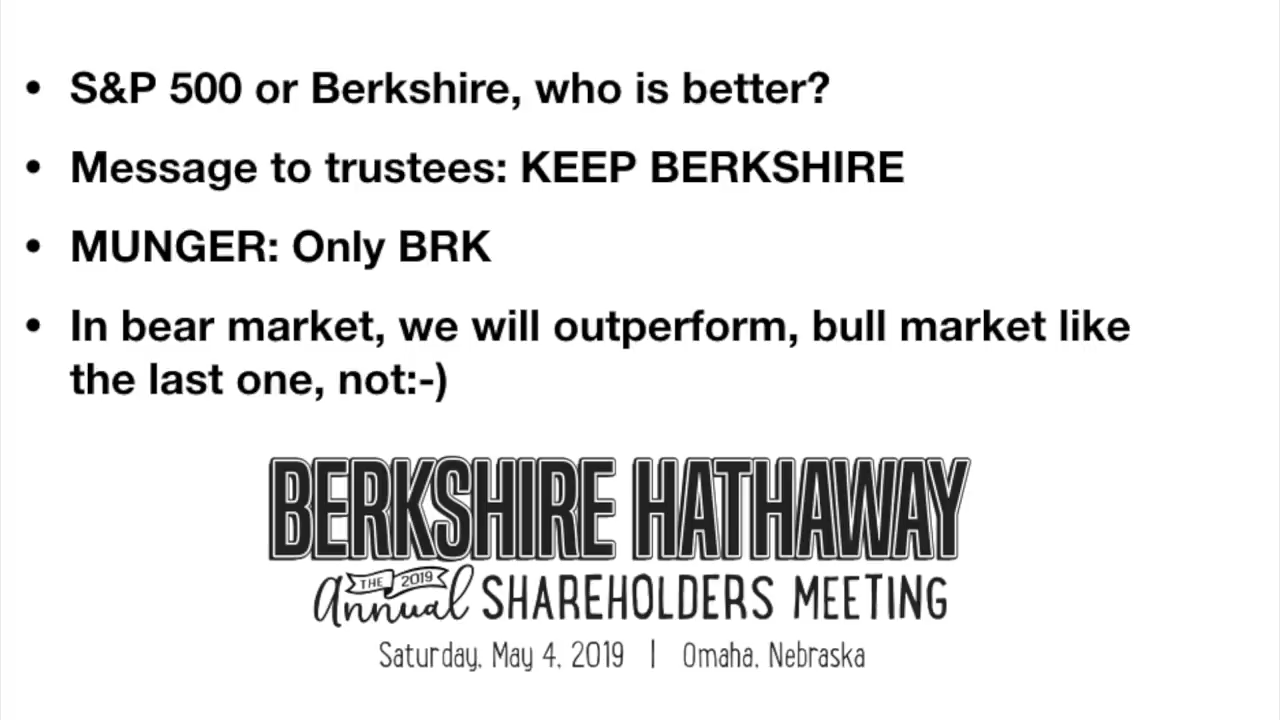 • S&P 500 or Berkshire, who is better?
• Message to trustees: KEEP BERKSHIRE
• MUNGER: Only BRK
• In bear market, we will outperform, bull market like
the last one, not:-)
BERKSHIRE HATHAWAY
THE 2019
Annual SHAREHOLDERS MEETING
Saturday, May 4, 2019 | Omaha, Nebraska